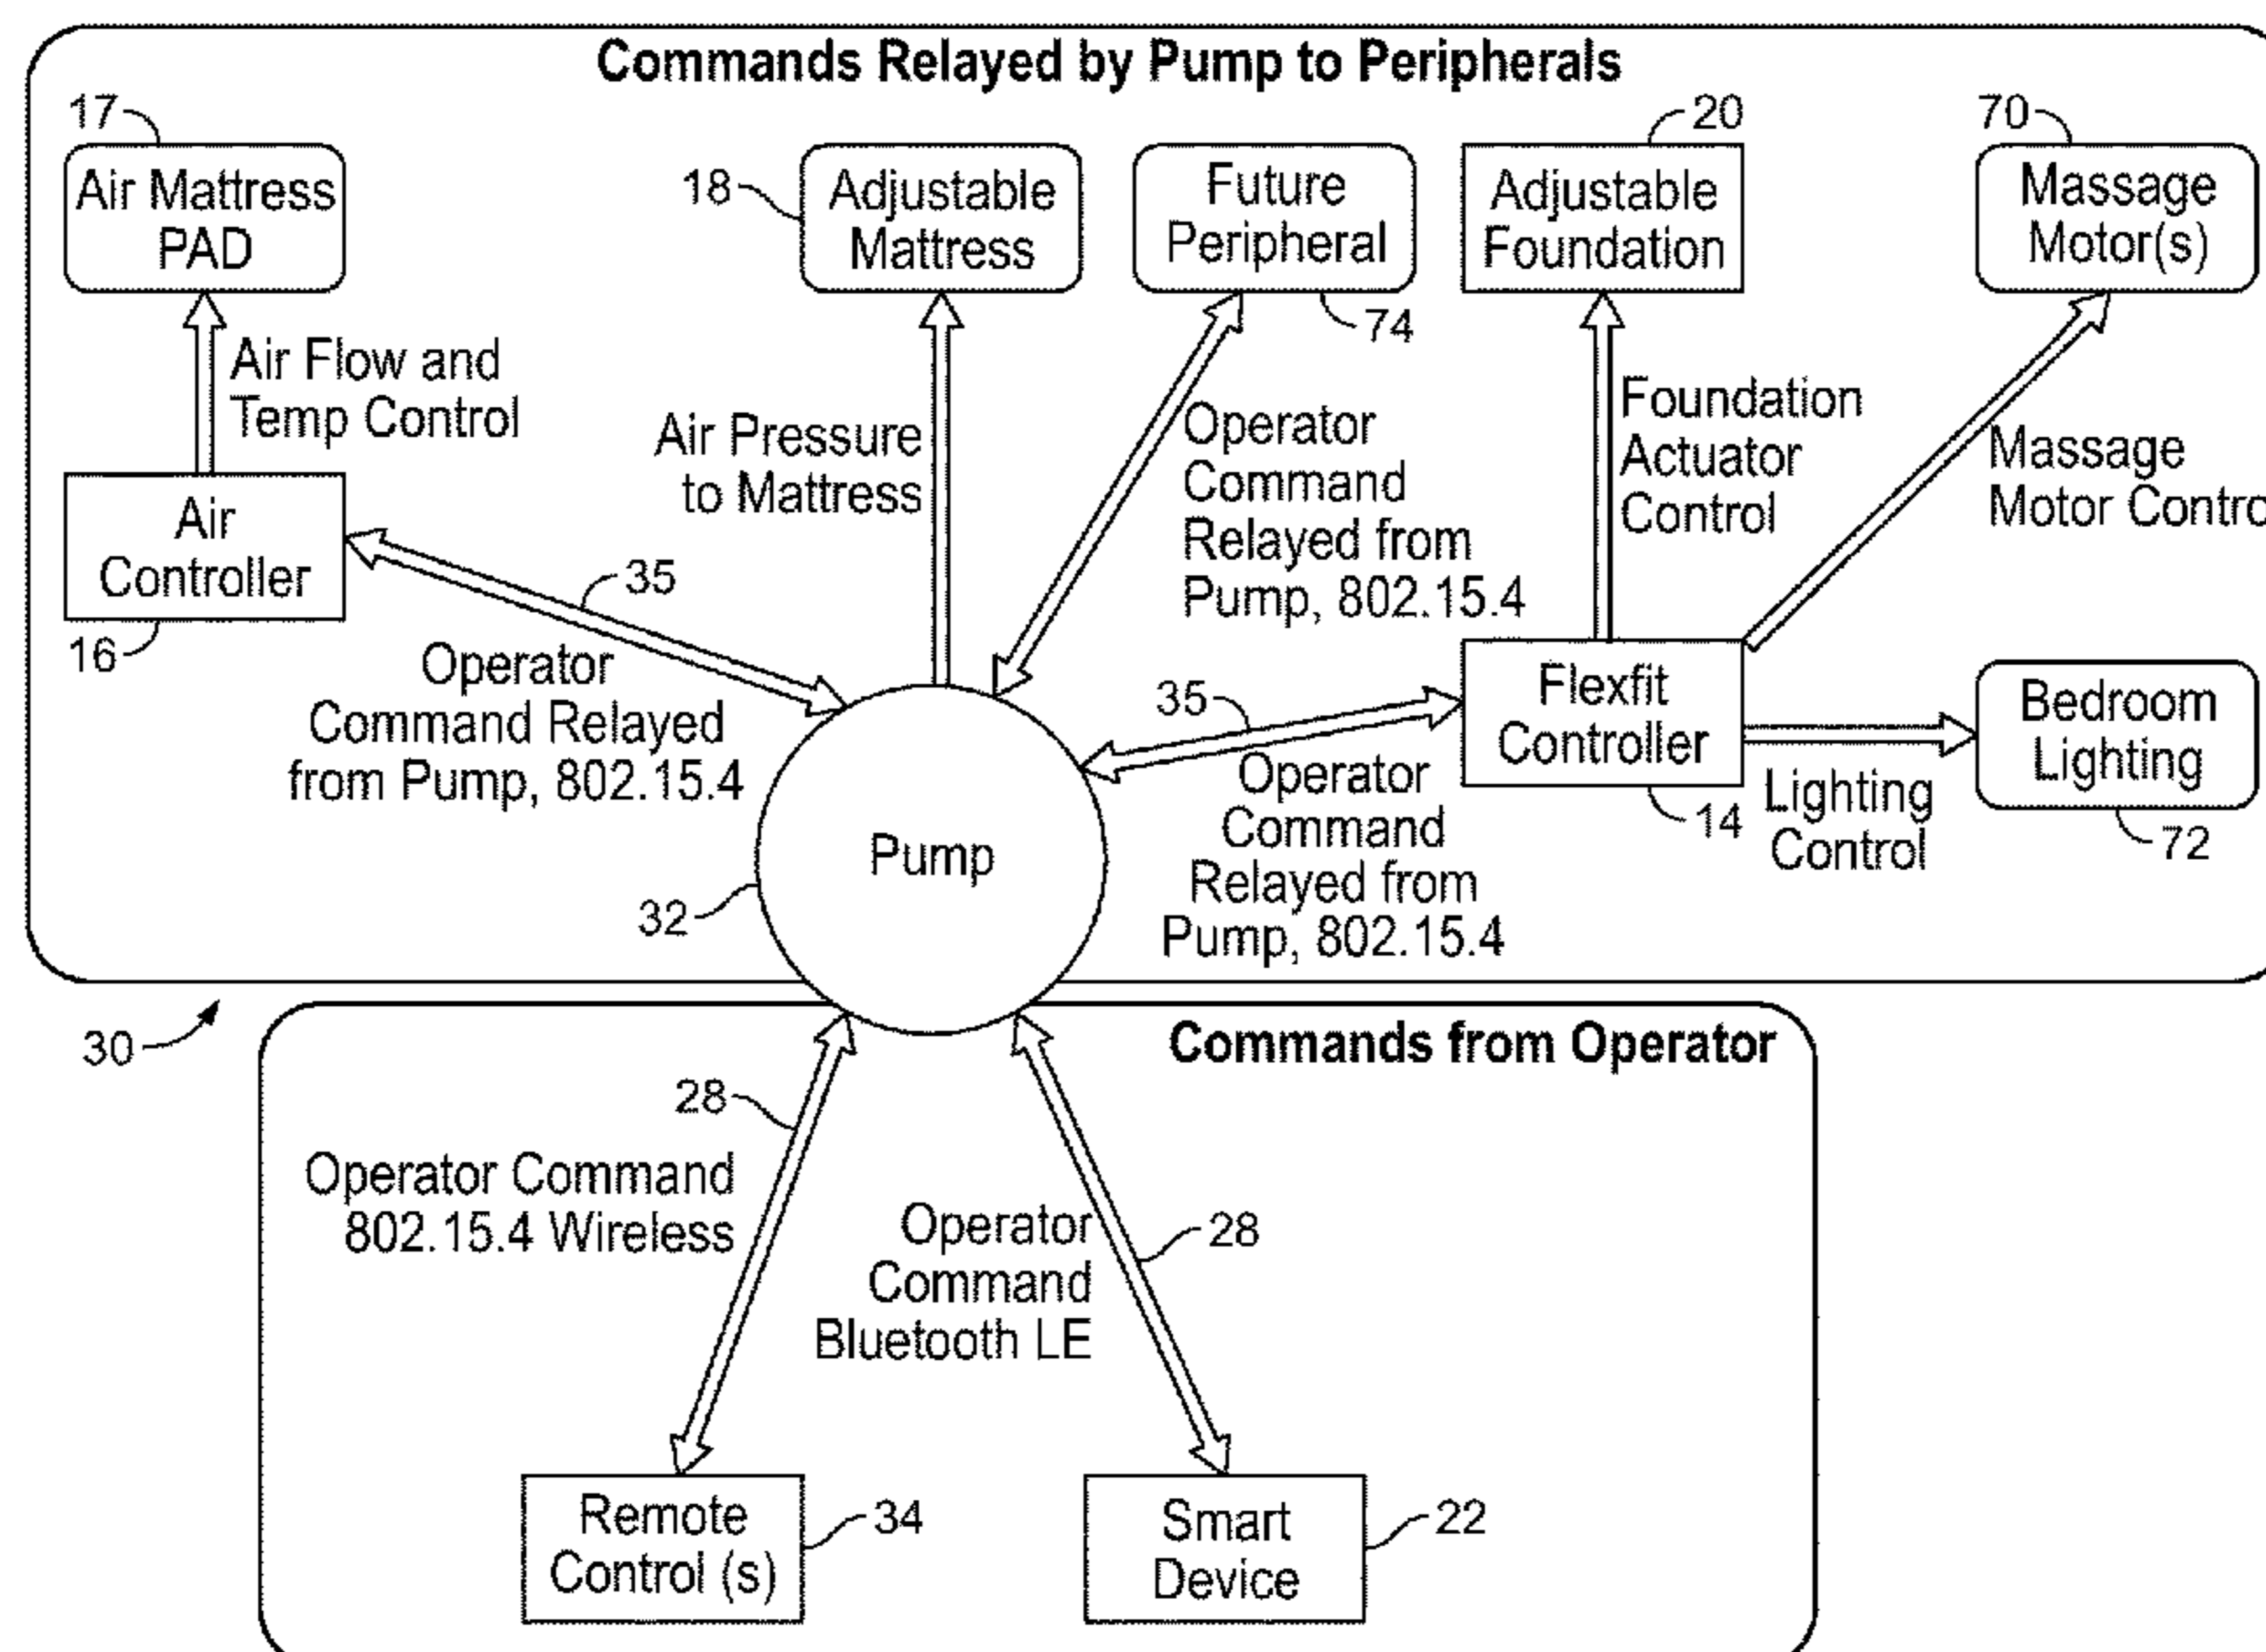 Commands Relayed by Pump to Peripherals
17
Air Mattress
PAD
18
Adjustable
Mattress
Future
Peripheral
74
20
Adjustable
Foundation
70
Massage
Motor(s)
Air Flow and
Temp Control
Air Pressure
to Mattress
Operator
Command
Relayed from
Pump, 802.15.4
Foundation
Actuator
Control
Massage
Motor Contro
Air
Controller
16
35
Operator
Command Relayed
from Pump, 802.15.4
35
Operator
Command
Relayed from
Pump, 802.15.4
Flexfit
Controller
14
Lighting
Control
Bedroom
Lighting
72
Pump
32
30
Commands from Operator
28
Operator Command
802.15.4 Wireless
Operator
Command
Bluetooth LE
28
Remote
Control (s)
34
Smart
Device
22